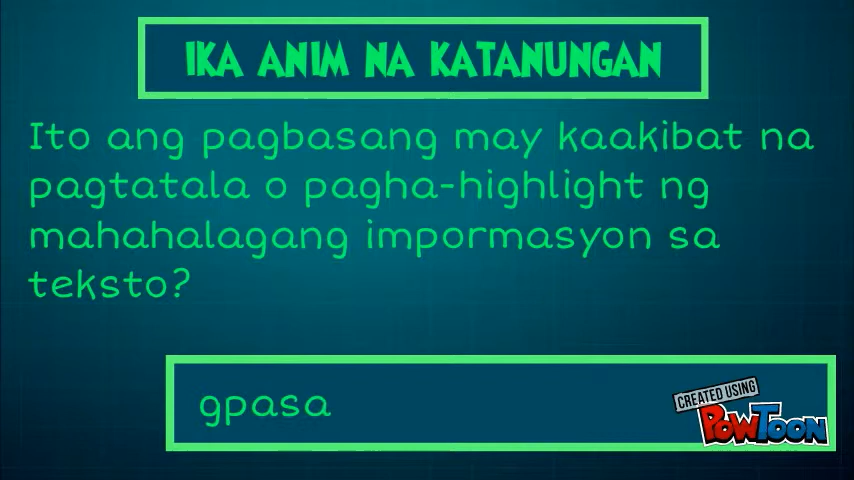 IKA ANIM NA KATANUNGAN
Ito ang pagbasang may kaakibat na
pagtatala o pagha-highlight ng
mahahalagang impormasyon sa
teksto?
gpasa
CREATED USING
POWTOON